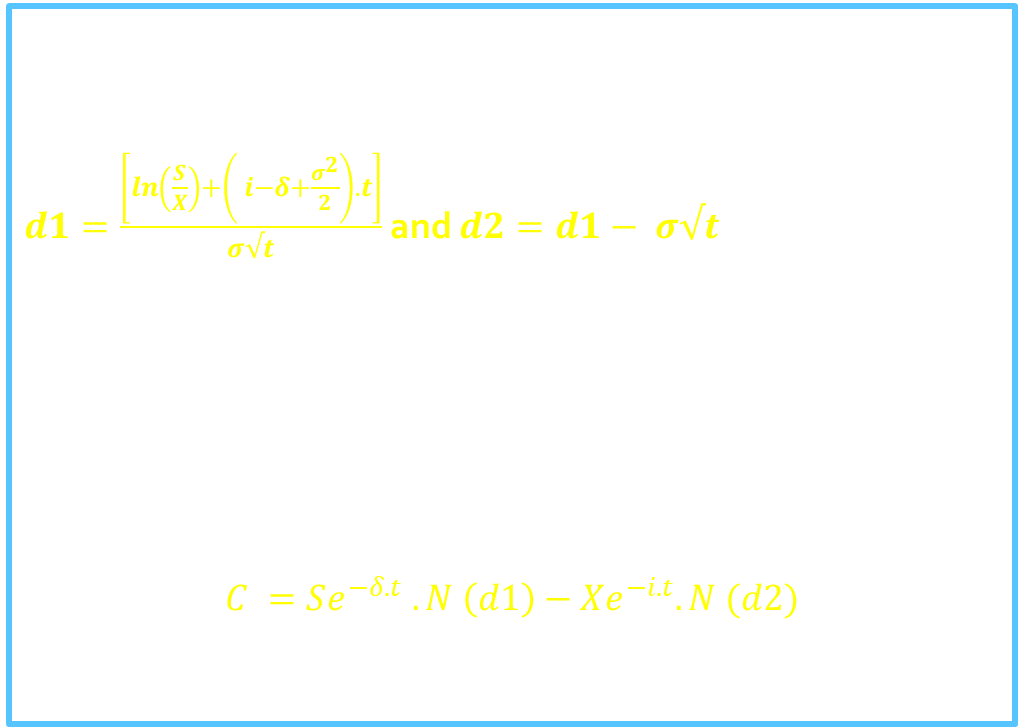 d1 = [ln(S/X)+( i−δ+σ²/2).t] / σ√t and d2 = d1 − σ√t
C = Se^−δ.t . N (d1) − Xe^−i.t. N (d2)